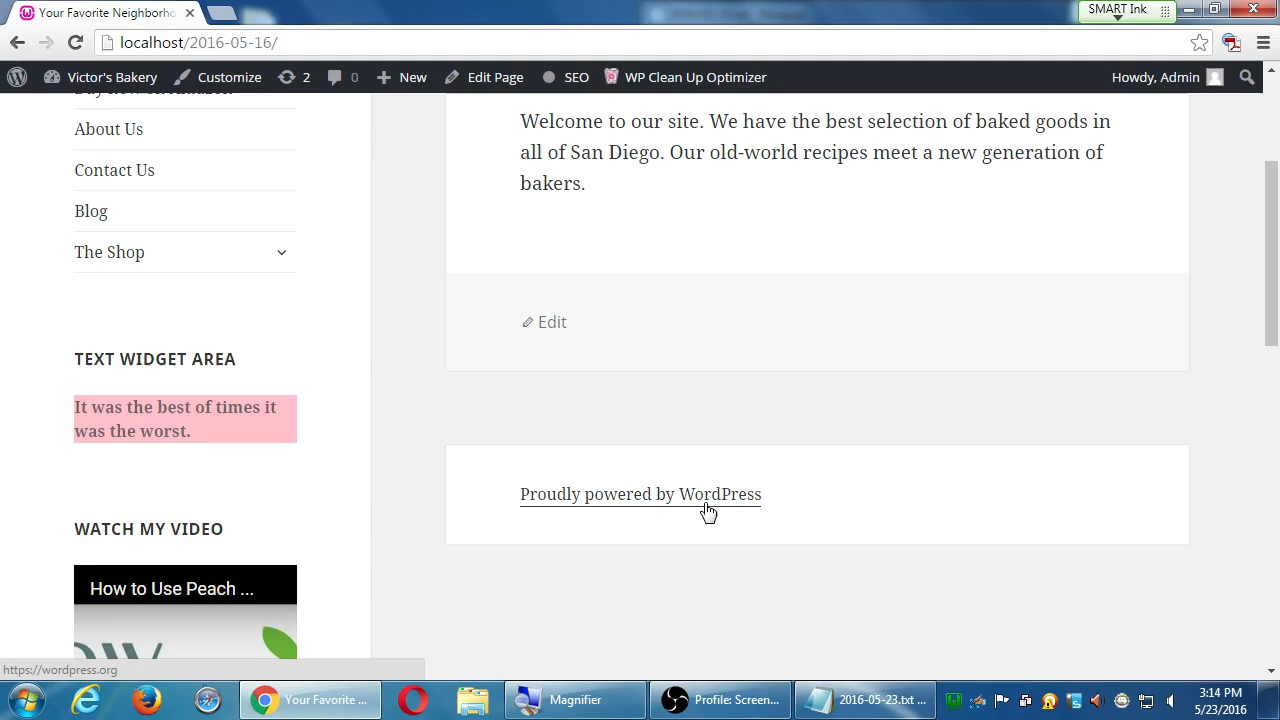 Your Favorite Neighborho
SMART Ink
localhost/2016-05-16/
Victor's Bakery
Customize
2
0
New
Edit Page
SEO
WP Clean Up Optimizer
Howdy, Admin
About Us
Contact Us
Blog
The Shop
TEXT WIDGET AREA
It was the best of times it
was the worst.
WATCH MY VIDEO
How to Use Peach ...
Welcome to our site. We have the best selection of baked goods in
all of San Diego. Our old-world recipes meet a new generation of
bakers.
Edit
Proudly powered by WordPress
https://wordpress.org
Your Favorite ...
Magnifier
Profile: Screen...
2016-05-23.txt ...
3:14 PM
5/23/2016